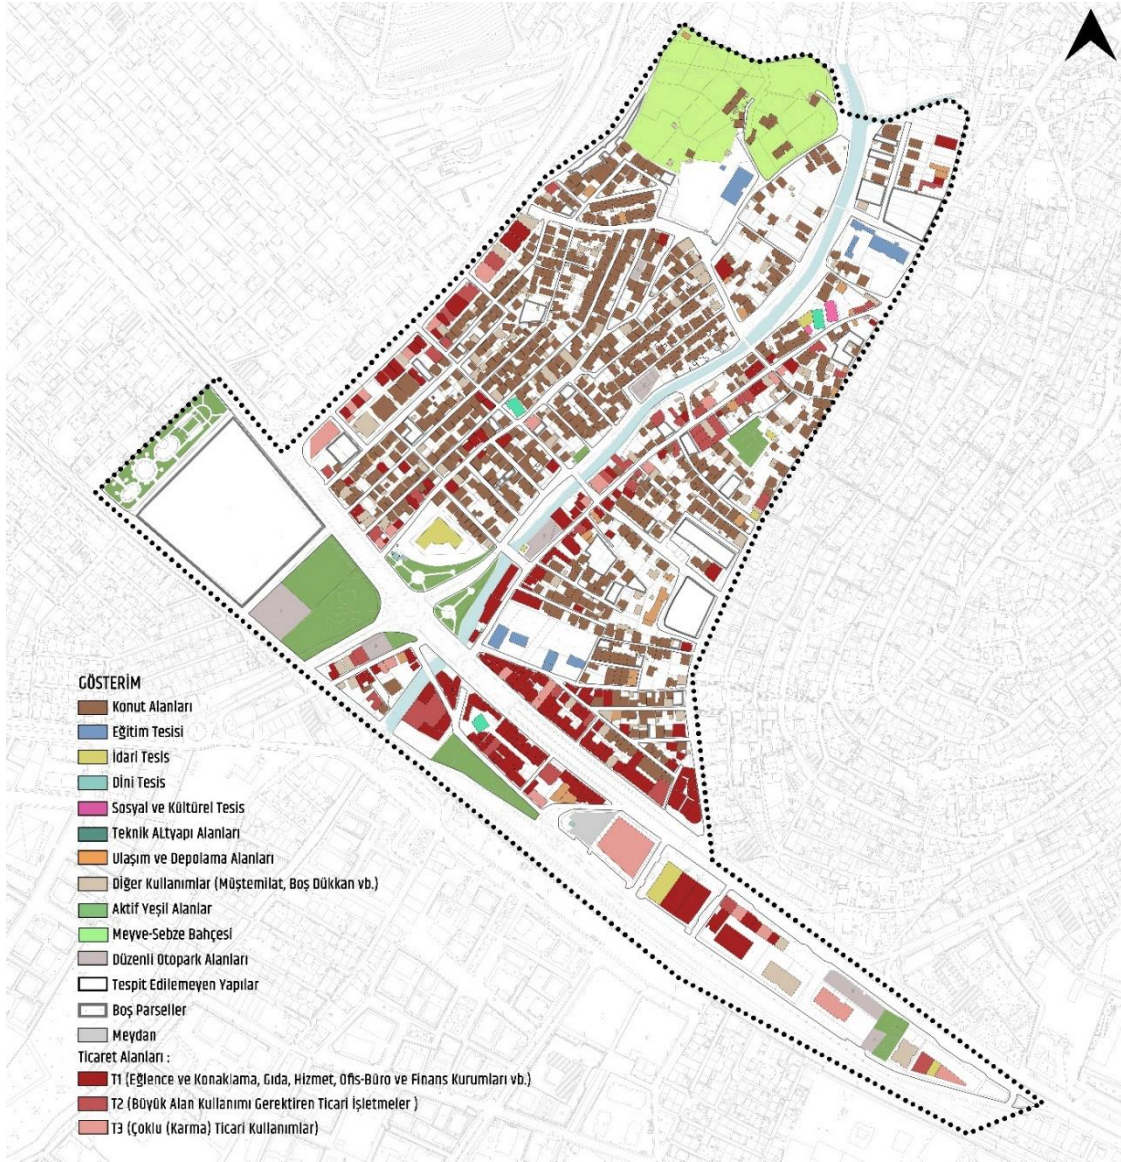 GÖSTERİM
Konut Alanları
Eğitim Tesisi
İdari Tesis
Dini Tesis
Sosyal ve Kültürel Tesis
Teknik ALtyapı Alanları
Ulaşım ve Depolama Alanları
Diğer Kullanımlar (Müştemilat, Boş Dükkan vb.)
Aktif Yeşil Alanlar
Meyve-Sebze Bahçesi
Düzenli Otopark Alanları
Tespit Edilemeyen Yapılar
Boş Parseller
Meydan
Ticaret Alanları :
T1 (Eğlence ve Konaklama, Gıda, Hizmet, Ofis-Büro ve Finans Kurumları vb.)
T2 (Büyük Alan Kullanımı Gerektiren Ticari İşletmeler )
T3 (Çoklu (Karma) Ticari Kullanımlar)